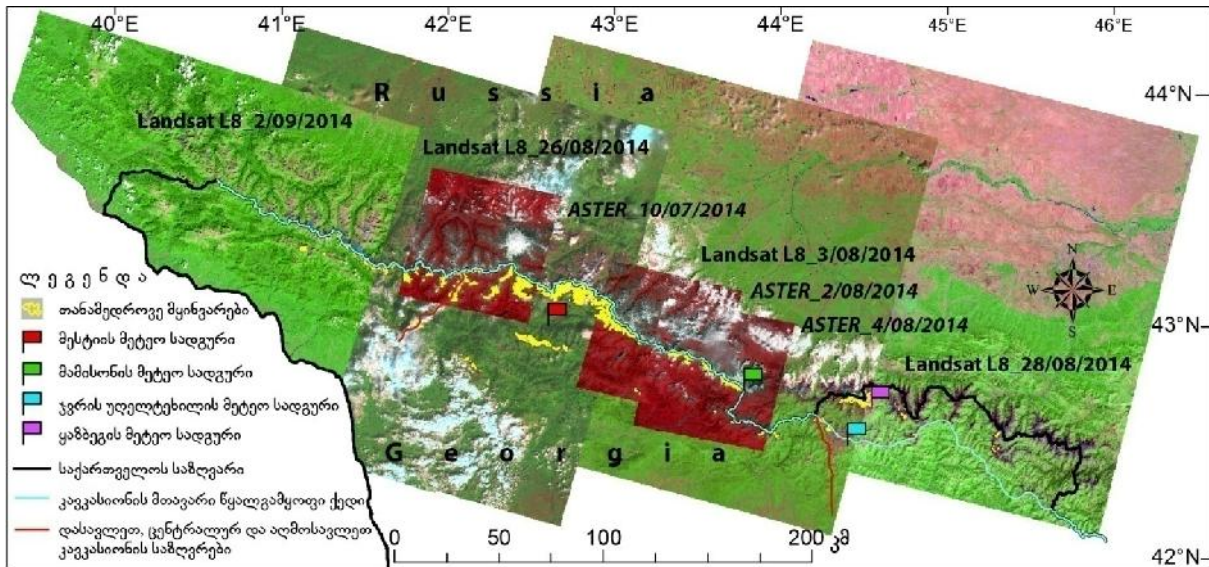 40°E 41°E 42°E 43°E 44°E 45°E 46°E
44°N
Russia
Landsat L8_2/09/2014
Landsat L8_26/08/2014
ASTER_10/07/2014
Landsat L8_3/08/2014
ASTER_2/08/2014
ASTER_4/08/2014
Landsat L8_28/08/2014
N
W E
S
43°N
ლეგენდა
თანამედროვე მყინვარები
მესტიის მეტეო სადგური
მამისონის მეტეო სადგური
ჯვრის უღელტეხილის მეტეო სადგური
ყაზბეგის მეტეო სადგური
საქართველოს საზღვარი
კავკასიონის მთავარი წყალგამყოფი ქედი
დასავლეთ, ცენტრალურ და აღმოსავლეთ
კავკასიონის საზღვრები
Georgia
0 50 100 200 კმ
42°N